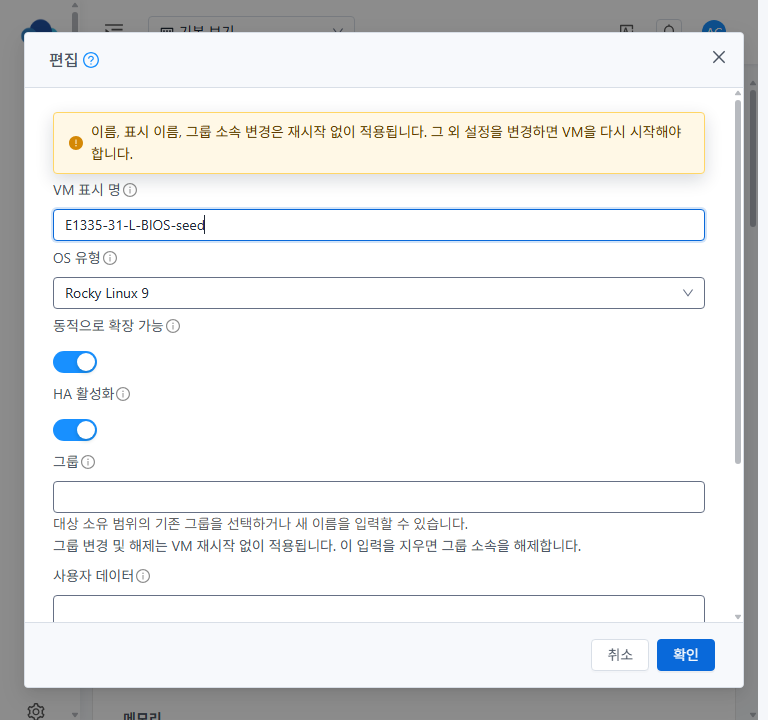 기본 보기
편집
이름, 표시 이름, 그룹 소속 변경은 재시작 없이 적용됩니다. 그 외 설정을 변경하면 VM을 다시 시작해야
합니다.
VM 표시 명
E1335-31-L-BIOS-seed
OS 유형
Rocky Linux 9
동적으로 확장 가능
HA 활성화
그룹
대상 소유 범위의 기존 그룹을 선택하거나 새 이름을 입력할 수 있습니다.
그룹 변경 및 해제는 VM 재시작 없이 적용됩니다. 이 입력을 지우면 그룹 소속을 해제합니다.
사용자 데이터
취소
확인
메모리